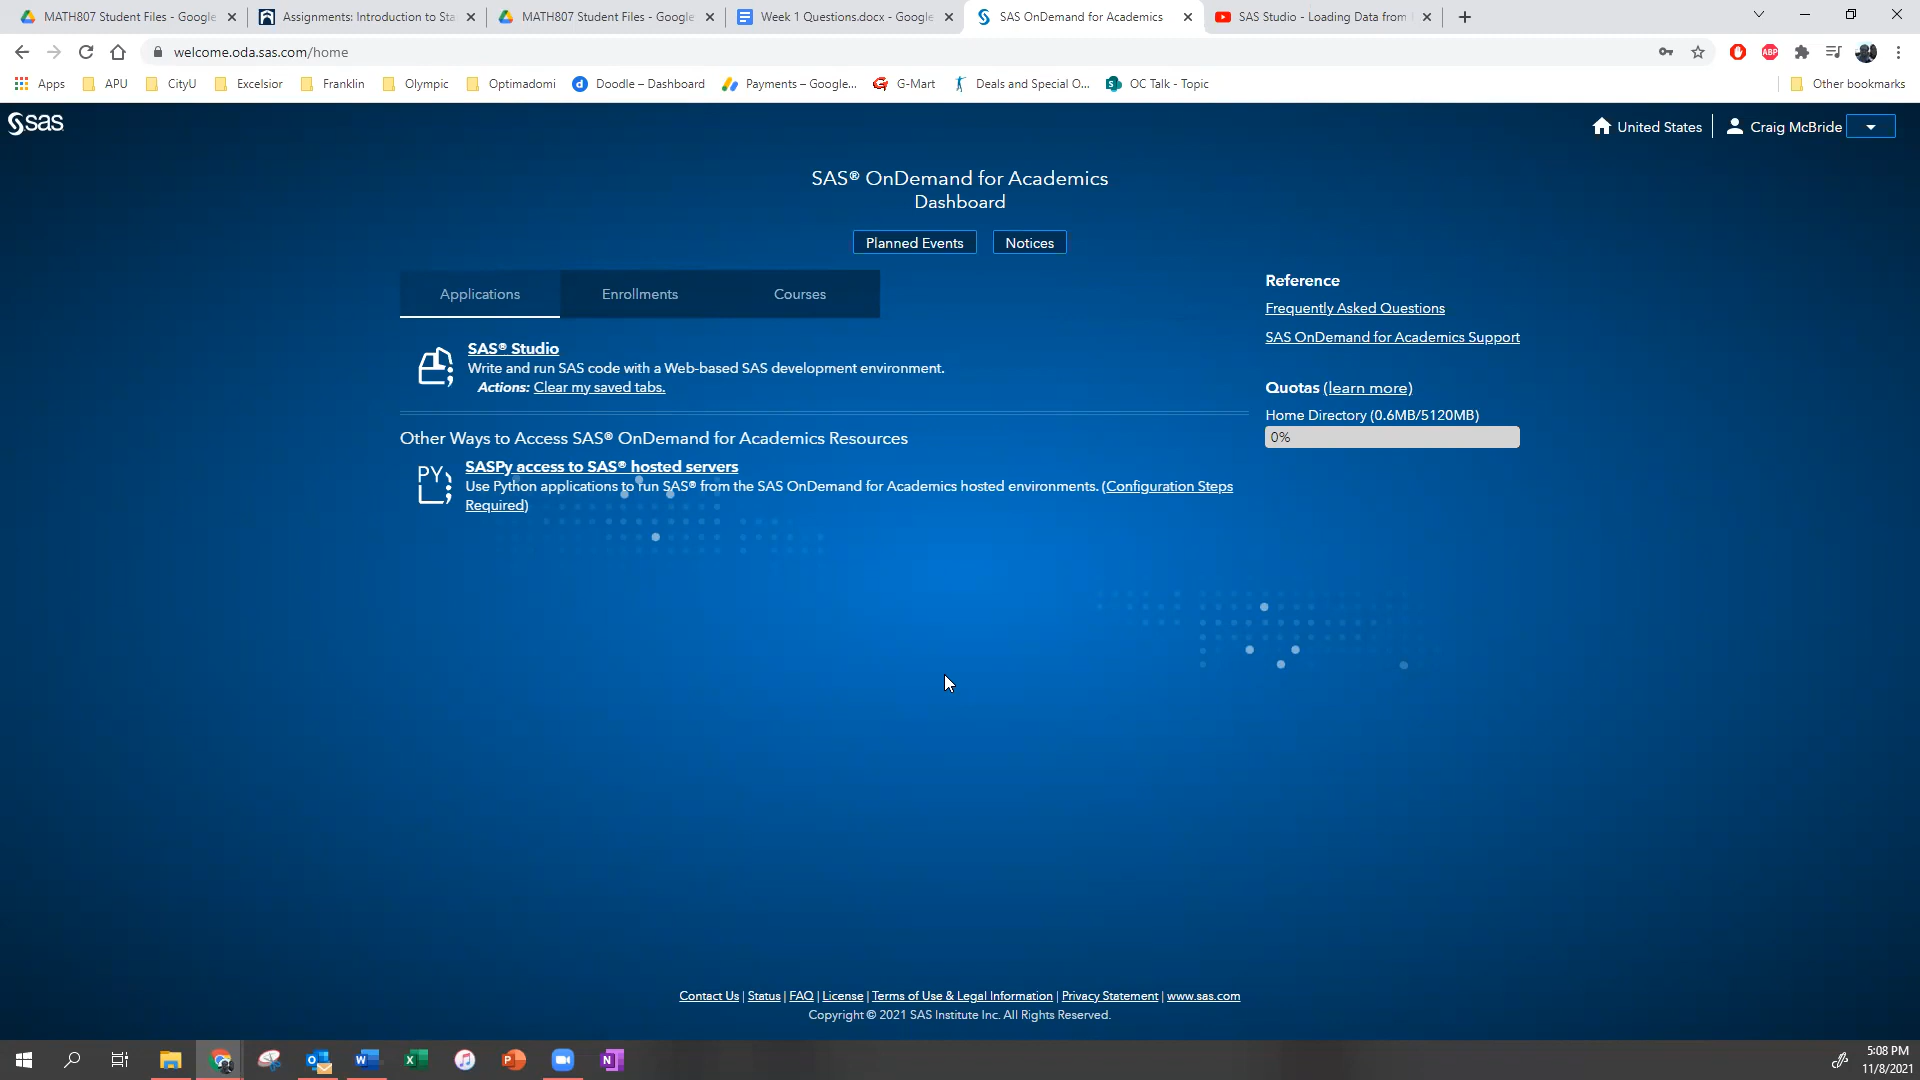 MATH807 Student Files - Google
Assignments: Introduction to Sta
MATH807 Student Files - Google
Week 1 Questions.docx - Google
SAS OnDemand for Academics
SAS Studio - Loading Data from
welcome.oda.sas.com/home
ABP
Apps
APU
CityU
Excelsior
Franklin
Olympic
Optimadomi
Doodle – Dashboard
Payments – Google...
G-Mart
Deals and Special O...
OC Talk - Topic
Other bookmarks
sas
United States
Craig McBride
SAS® OnDemand for Academics
Dashboard
Planned Events
Notices
Applications
Enrollments
Courses
SAS® Studio
Write and run SAS code with a Web-based SAS development environment.
Actions: Clear my saved tabs.
Other Ways to Access SAS® OnDemand for Academics Resources
PY
SASPy access to SAS® hosted servers
Use Python applications to run SAS® from the SAS OnDemand for Academics hosted environments. (Configuration Steps
Required)
Reference
Frequently Asked Questions
SAS OnDemand for Academics Support
Quotas (learn more)
Home Directory (0.6MB/5120MB)
0%
Contact Us | Status | FAQ | License | Terms of Use & Legal Information | Privacy Statement | www.sas.com
Copyright © 2021 SAS Institute Inc. All Rights Reserved.
5:08 PM
11/8/2021